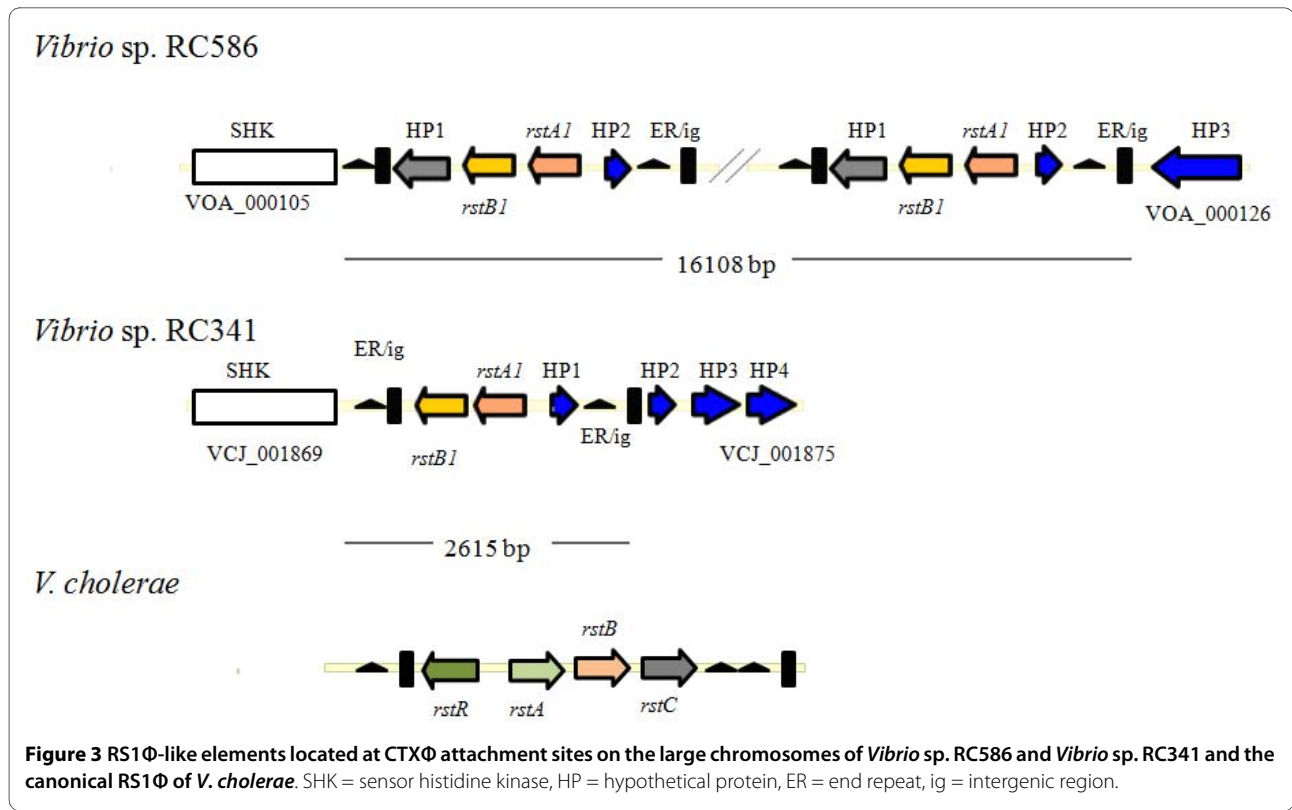 Vibrio sp. RC586
SHK HP1 rstA1 HP2 ER/ig HP1 rstA1 HP2 ER/ig HP3
VOA_000105 rstB1 rstB1 VOA_000126
16108 bp
Vibrio sp. RC341
ER/ig
SHK rstA1 HP1 HP2 HP3 HP4
ER/ig
VCJ_001869 rstB1 VCJ_001875
2615 bp
V. cholerae
rstB
rstR rstA rstC
Figure 3 RS1Φ-like elements located at CTXΦ attachment sites on the large chromosomes of Vibrio sp. RC586 and Vibrio sp. RC341 and the
canonical RS1Φ of V. cholerae. SHK = sensor histidine kinase, HP = hypothetical protein, ER = end repeat, ig = intergenic region.